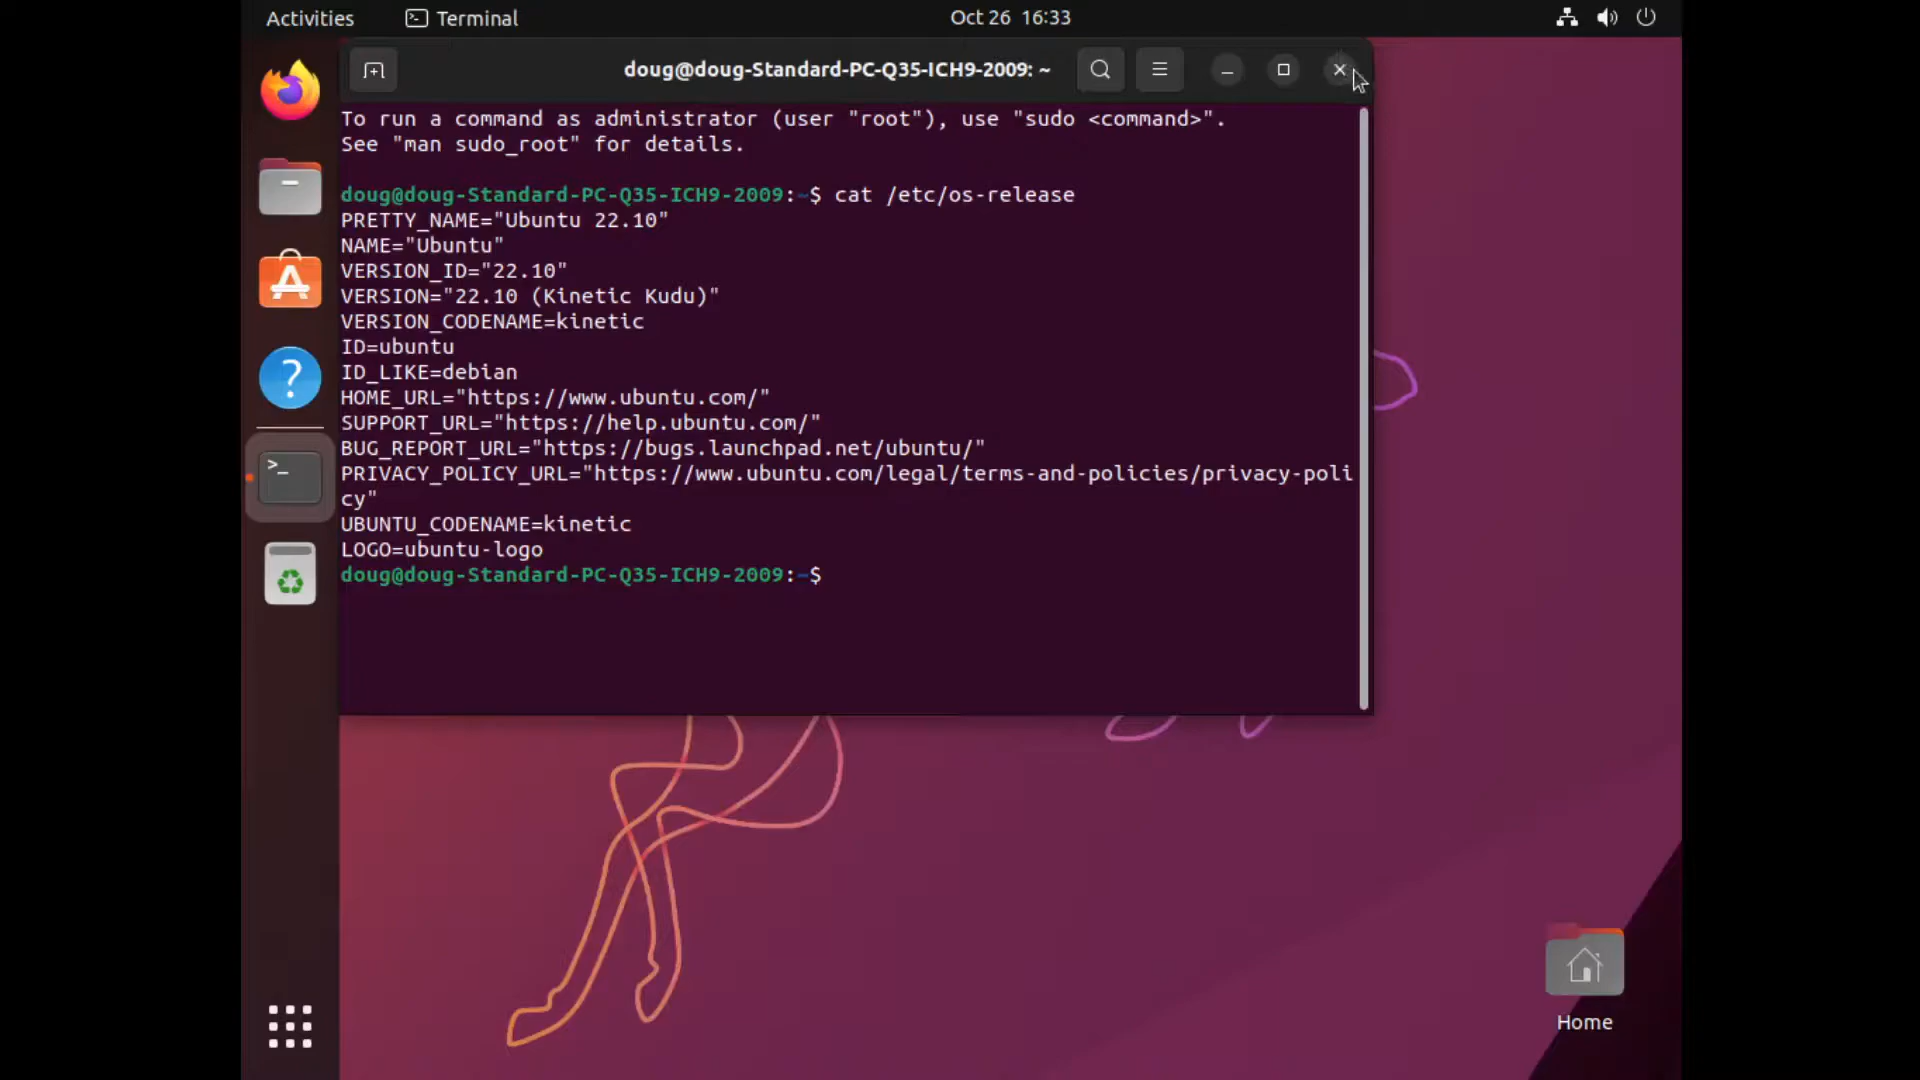 Activities Terminal Oct 26 16:33
doug@doug-Standard-PC-Q35-ICH9-2009: ~
To run a command as administrator (user "root"), use "sudo <command>".
See "man sudo_root" for details.
doug@doug-Standard-PC-Q35-ICH9-2009:~$ cat /etc/os-release
PRETTY_NAME="Ubuntu 22.10"
NAME="Ubuntu"
VERSION_ID="22.10"
VERSION="22.10 (Kinetic Kudu)"
VERSION_CODENAME=kinetic
ID=ubuntu
ID_LIKE=debian
HOME_URL="https://www.ubuntu.com/"
SUPPORT_URL="https://help.ubuntu.com/"
BUG_REPORT_URL="https://bugs.launchpad.net/ubuntu/"
PRIVACY_POLICY_URL="https://www.ubuntu.com/legal/terms-and-policies/privacy-poli
cy"
UBUNTU_CODENAME=kinetic
LOGO=ubuntu-logo
doug@doug-Standard-PC-Q35-ICH9-2009:~$
Home